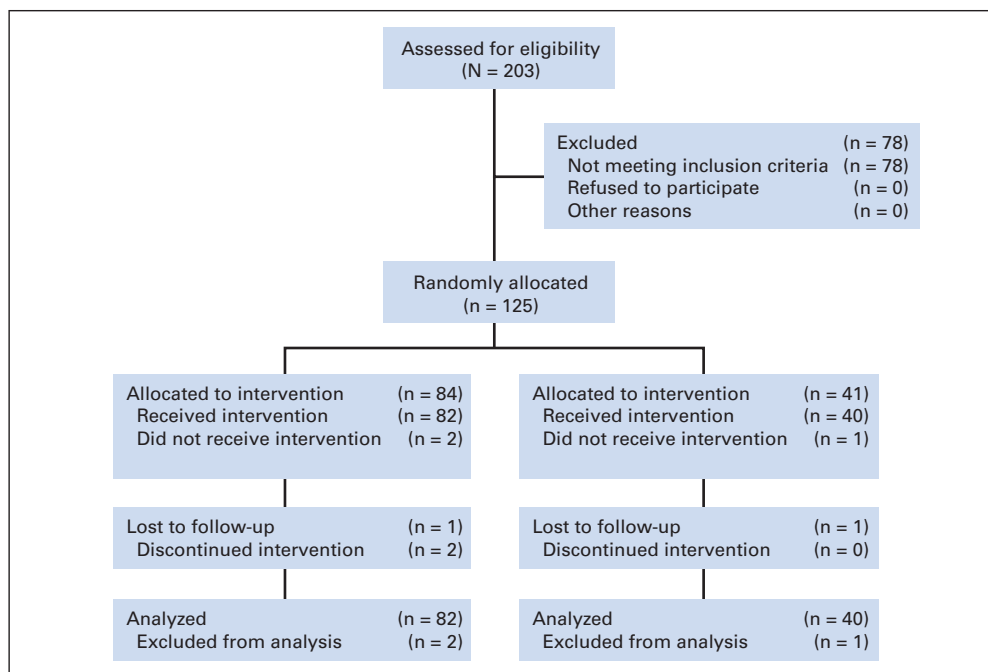 Assessed for eligibility
(N = 203)
Excluded (n = 78)
Not meeting inclusion criteria (n = 78)
Refused to participate (n = 0)
Other reasons (n = 0)
Randomly allocated
(n = 125)
Allocated to intervention (n = 84)
Received intervention (n = 82)
Did not receive intervention (n = 2)
Allocated to intervention (n = 41)
Received intervention (n = 40)
Did not receive intervention (n = 1)
Lost to follow-up (n = 1)
Discontinued intervention (n = 2)
Lost to follow-up (n = 1)
Discontinued intervention (n = 0)
Analyzed (n = 82)
Excluded from analysis (n = 2)
Analyzed (n = 40)
Excluded from analysis (n = 1)